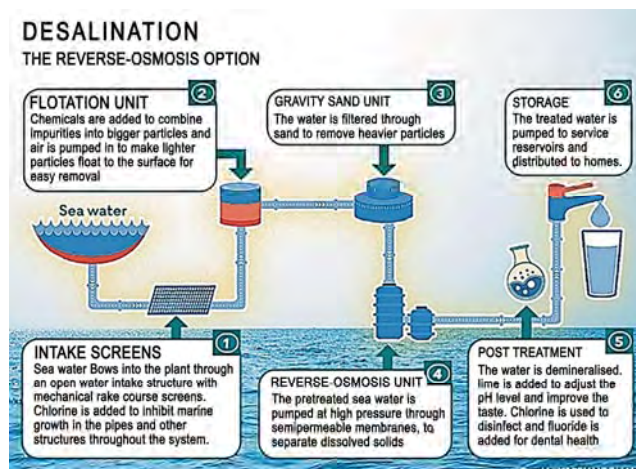 DESALINATION
THE REVERSE-OSMOSIS OPTION
2
FLOTATION UNIT
Chemicals are added to combine
Impurities into bigger particles and
air is pumped in to make lighter
particles float to the surface for
easy removal
3
GRAVITY SAND UNIT
The water is filtered through
sand to remove heavier particles
6
STORAGE
The treated water is
pumped to service
reservoirs and
distributed to homes.
Sea water
1
INTAKE SCREENS
Sea water Bows into the plant through
an open water intake structure with
mechanical rake course screens.
Chlorine is added to inhibit marine
growth in the pipes and other
structures throughout the system.
REVERSE-OSMOSIS UNIT
4
The pretreated sea water is
pumped at high pressure through
semipermeable membranes, to
separate dissolved solids
5
POST TREATMENT
The water is demineralised.
lime is added to adjust the
pH level and improve the
taste. Chlorine is used to
disinfect and fluoride is
added for dental health